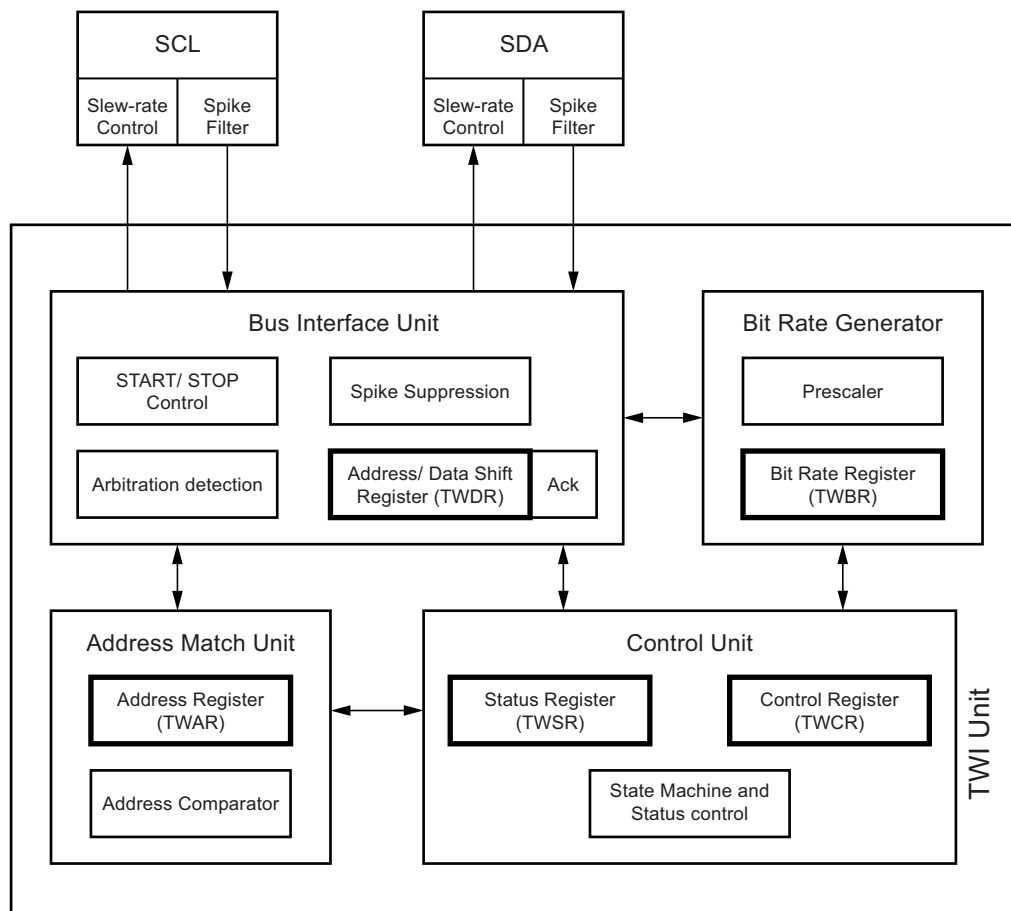 SCL
Slew-rate
Control
Spike
Filter
SDA
Slew-rate
Control
Spike
Filter
Bus Interface Unit
START/ STOP
Control
Spike Suppression
Arbitration detection
Address/ Data Shift
Register (TWDR)
Ack
Bit Rate Generator
Prescaler
Bit Rate Register
(TWBR)
Address Match Unit
Address Register
(TWAR)
Address Comparator
Control Unit
Status Register
(TWSR)
Control Register
(TWCR)
State Machine and
Status control
TWI Unit